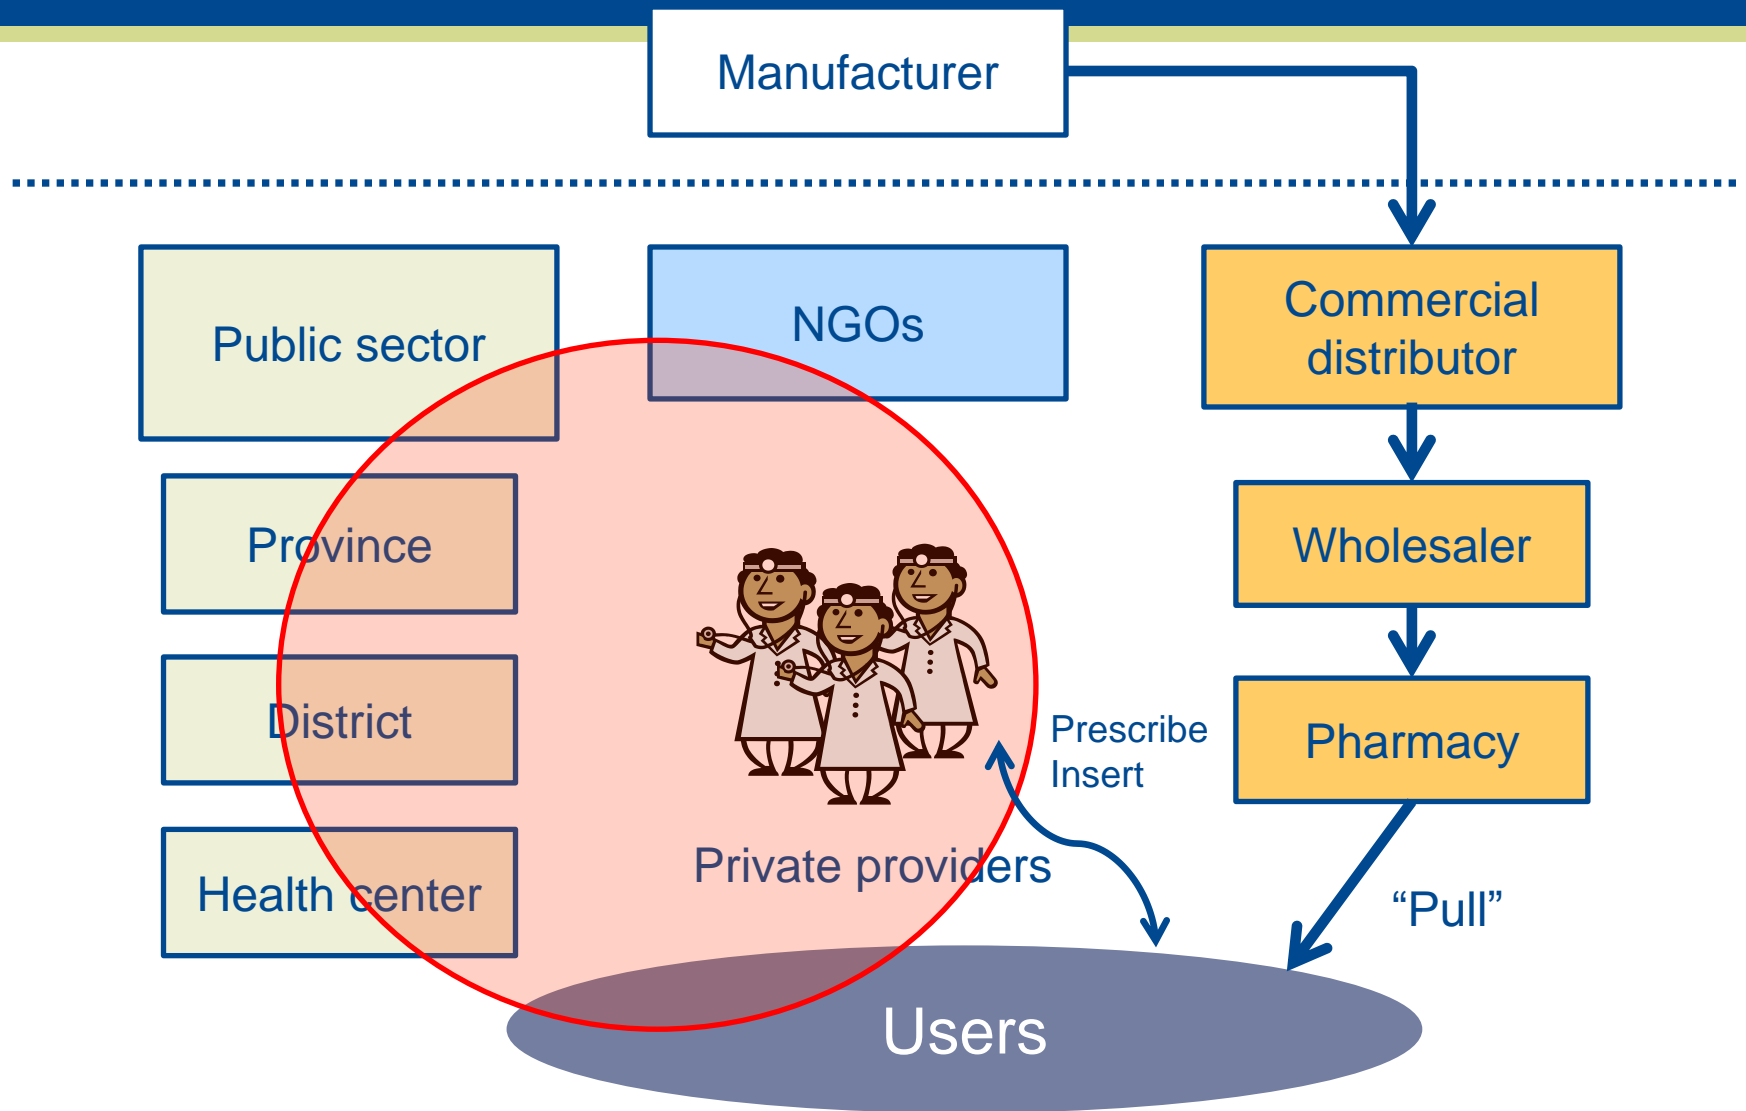 Manufacturer
Public sector
NGOs
Commercial
distributor
Province
Wholesaler
District
Prescribe
Insert
Pharmacy
Health center
Private providers
“Pull”
Users